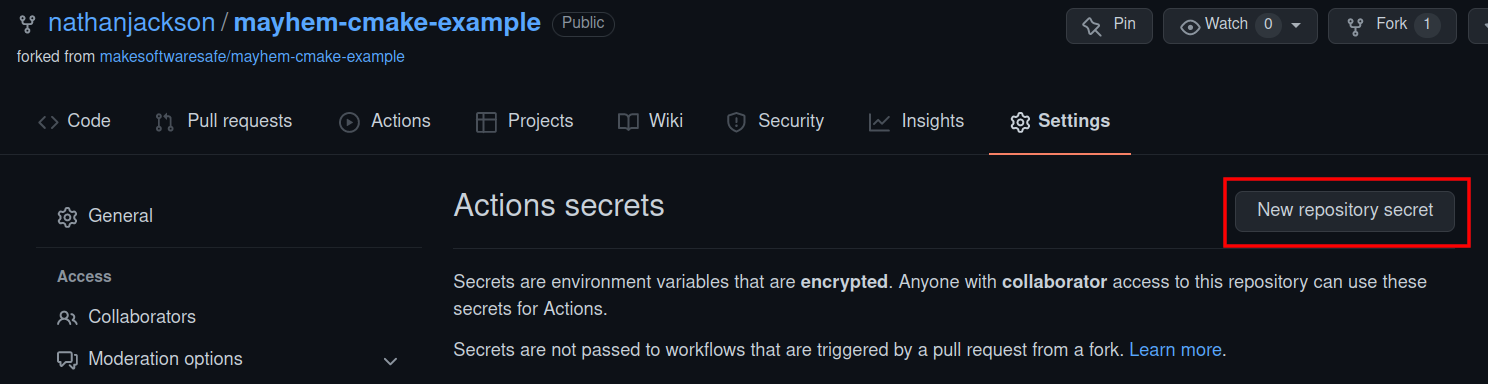 nathanjackson / mayhem-cmake-example Public
Pin Watch 0 Fork 1
forked from makesoftwaresafe/mayhem-cmake-example
Code Pull requests Actions Projects Wiki Security Insights Settings
General
Access
Collaborators
Moderation options
Actions secrets
New repository secret
Secrets are environment variables that are encrypted. Anyone with collaborator access to this repository can use these
secrets for Actions.
Secrets are not passed to workflows that are triggered by a pull request from a fork. Learn more.